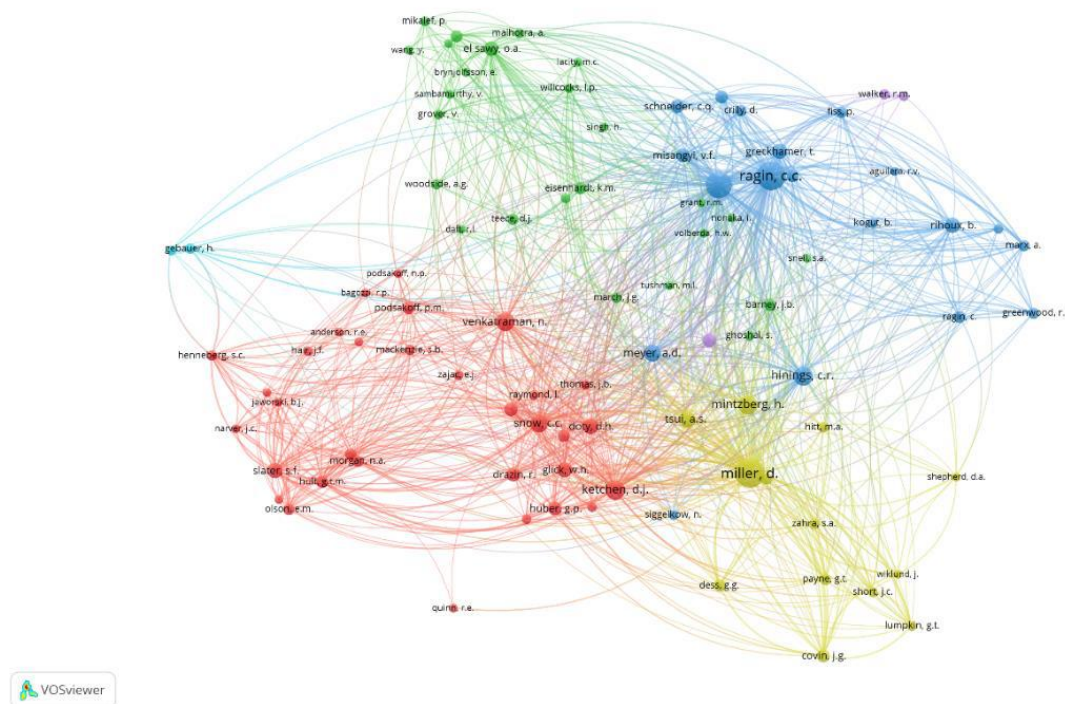 mikalef, p.
malhotra, a.
wang, y.
el sawy, o.a.
lacity, m.c.
brynjolfsson, e.
willcocks, l.p.
sambamurthy, v.
walker, r.m.
schneider, c.q.
crilly, d.
fiss, p.
grover, v.
singh, h.
misangyi, v.f.
greckhamer, t.
ragin, c.c.
aguilera, r.v.
woodside, a.g.
eisenhardt, k.m.
grant, r.m.
teece, d.j.
nonaka, i.
kogut, b.
rihoux, b.
daft, r.l.
volberda, h.w.
marx, a.
gebauer, h.
snell, s.a.
podsakoff, n.p.
tushman, m.l.
bagozzi, r.p.
march, j.g.
podsakoff, p.m.
barney, j.b.
ragin, c.
greenwood, r.
venkatraman, n.
anderson, r.e.
ghoshal, s.
mackenzie, s.b.
hair, j.f.
henneberg, s.c.
meyer, a.d.
zajac, e.j.
hinings, c.r.
thomas, j.b.
raymond, l.
jaworski, b.j.
mintzberg, h.
tsui, a.s.
snow, c.c.
doty, d.h.
narver, j.c.
hitt, m.a.
morgan, n.a.
slater, s.f.
glick, w.h.
drazin, r.
miller, d.
shepherd, d.a.
hult, g.t.m.
ketchen, d.j.
olson, e.m.
huber, g.p.
siggelkow, n.
zahra, s.a.
wiklund, j.
payne, g.t.
dess, g.g.
short, j.c.
quinn, r.e.
lumpkin, g.t.
covin, j.g.
VOSviewer